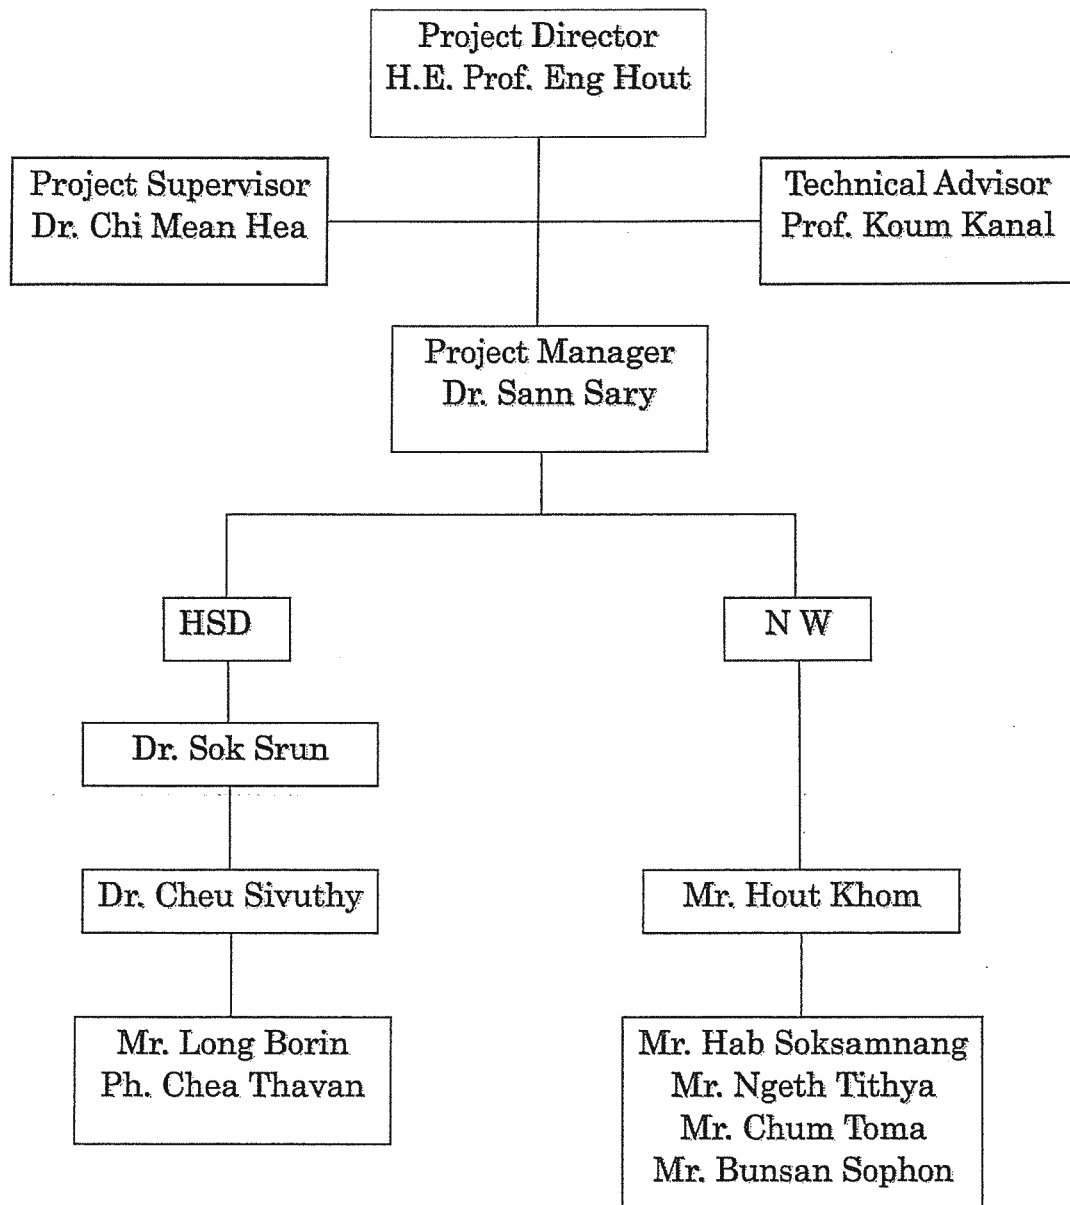 Project Director
H.E. Prof. Eng Hout
Project Supervisor
Dr. Chi Mean Hea
Technical Advisor
Prof. Koum Kanal
Project Manager
Dr. Sann Sary
HSD
N W
Dr. Sok Srun
Dr. Cheu Sivuthy
Mr. Hout Khom
Mr. Long Borin
Ph. Chea Thavan
Mr. Hab Soksamnang
Mr. Ngeth Tithya
Mr. Chum Toma
Mr. Bunsan Sophon